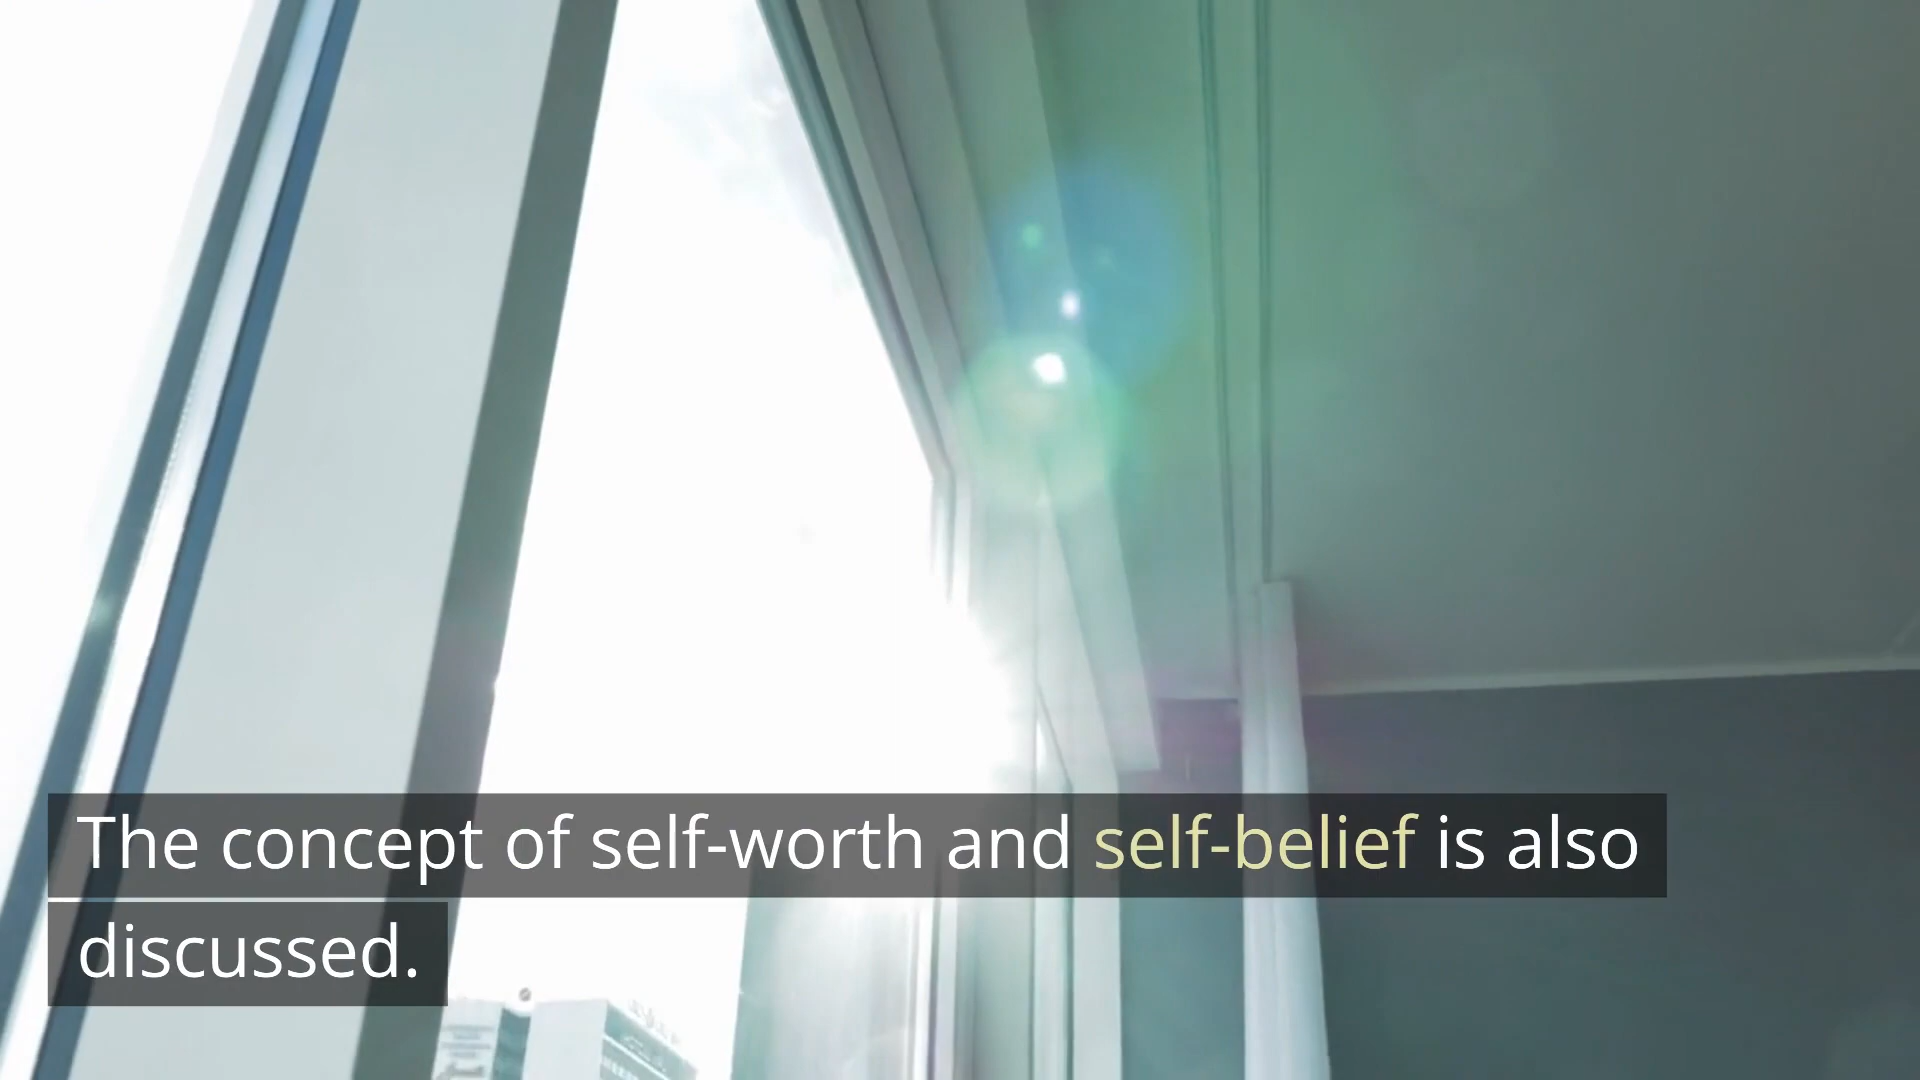 The concept of self-worth and self-belief is also
discussed.